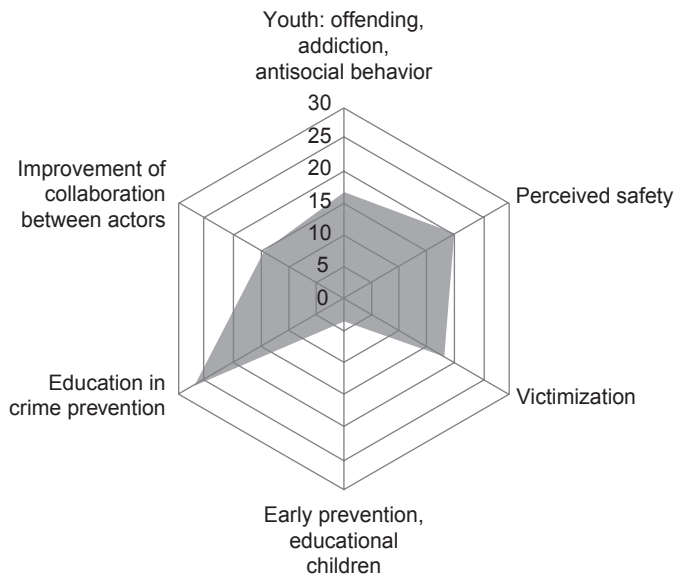 Youth: offending,
addiction,
antisocial behavior
30
25
20
15
10
5
0
Perceived safety
Victimization
Early prevention,
educational
children
Education in
crime prevention
Improvement of
collaboration
between actors